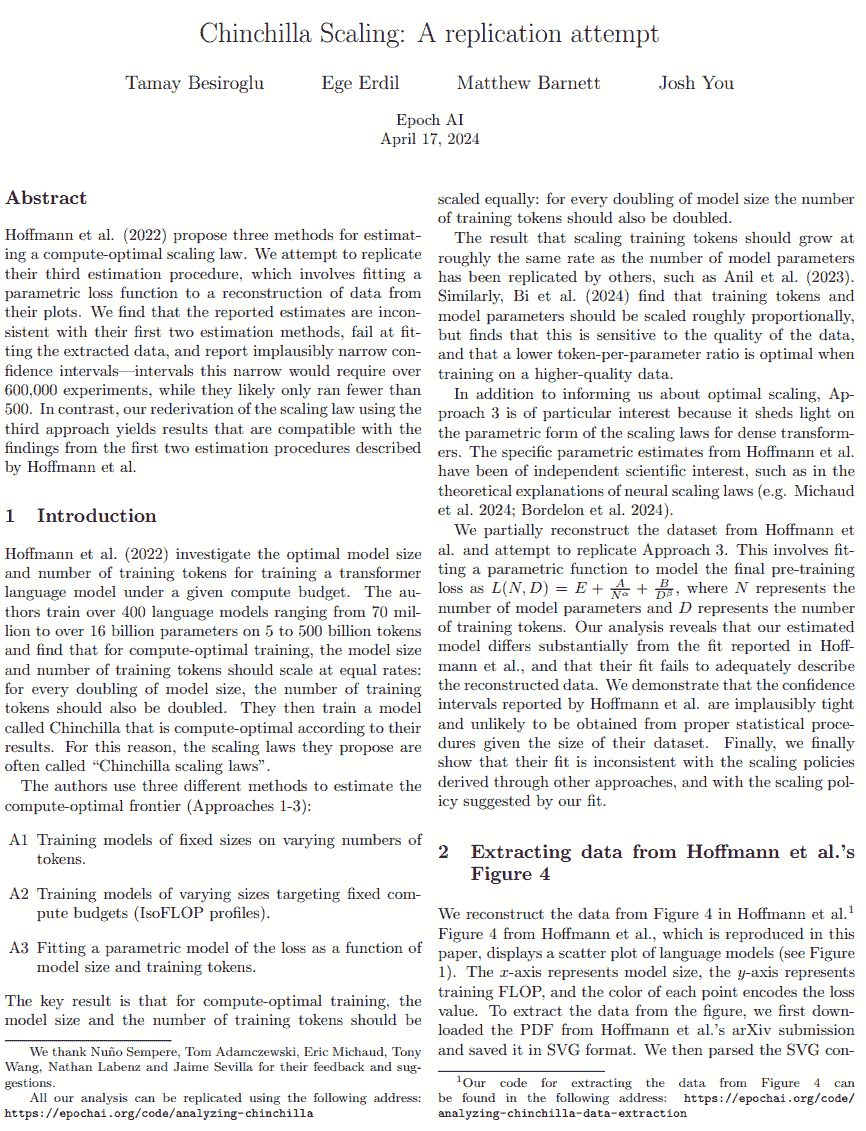 Chinchilla Scaling: A replication attempt
Tamay Besiroglu Ege Erdil Matthew Barnett Josh You
Epoch AI
April 17, 2024
Abstract
Hoffmann et al. (2022) propose three methods for estimat-
ing a compute-optimal scaling law. We attempt to replicate
their third estimation procedure, which involves fitting a
parametric loss function to a reconstruction of data from
their plots. We find that the reported estimates are incon-
sistent with their first two estimation methods, fail at fit-
ting the extracted data, and report implausibly narrow con-
fidence intervals—intervals this narrow would require over
600,000 experiments, while they likely only ran fewer than
500. In contrast, our rederivation of the scaling law using the
third approach yields results that are compatible with the
findings from the first two estimation procedures described
by Hoffmann et al.
1 Introduction
Hoffmann et al. (2022) investigate the optimal model size
and number of training tokens for training a transformer
language model under a given compute budget. The au-
thors train over 400 language models ranging from 70 mil-
lion to over 16 billion parameters on 5 to 500 billion tokens
and find that for compute-optimal training, the model size
and number of training tokens should scale at equal rates:
for every doubling of model size, the number of training
tokens should also be doubled. They then train a model
called Chinchilla that is compute-optimal according to their
results. For this reason, the scaling laws they propose are
often called “Chinchilla scaling laws”.
The authors use three different methods to estimate the
compute-optimal frontier (Approaches 1-3):
A1 Training models of fixed sizes on varying numbers of
tokens.
A2 Training models of varying sizes targeting fixed com-
pute budgets (IsoFLOP profiles).
A3 Fitting a parametric model of the loss as a function of
model size and training tokens.
The key result is that for compute-optimal training, the
model size and the number of training tokens should be
We thank Nuño Sempere, Tom Adamczewski, Eric Michaud, Tony
Wang, Nathan Labenz and Jaime Sevilla for their feedback and sug-
gestions.
All our analysis can be replicated using the following address:
https://epochai.org/code/analyzing-chinchilla
scaled equally: for every doubling of model size the number
of training tokens should also be doubled.
The result that scaling training tokens should grow at
roughly the same rate as the number of model parameters
has been replicated by others, such as Anil et al. (2023).
Similarly, Bi et al. (2024) find that training tokens and
model parameters should be scaled roughly proportionally,
but finds that this is sensitive to the quality of the data,
and that a lower token-per-parameter ratio is optimal when
training on a higher-quality data.
In addition to informing us about optimal scaling, Ap-
proach 3 is of particular interest because it sheds light on
the parametric form of the scaling laws for dense transform-
ers. The specific parametric estimates from Hoffmann et al.
have been of independent scientific interest, such as in the
theoretical explanations of neural scaling laws (e.g. Michaud
et al. 2024; Bordelon et al. 2024).
We partially reconstruct the dataset from Hoffmann et
al. and attempt to replicate Approach 3. This involves fit-
ting a parametric function to model the final pre-training
loss as L(N, D) = E + A/N^α + B/D^β, where N represents the
number of model parameters and D represents the number
of training tokens. Our analysis reveals that our estimated
model differs substantially from the fit reported in Hoff-
mann et al., and that their fit fails to adequately describe
the reconstructed data. We demonstrate that the confidence
intervals reported by Hoffmann et al. are implausibly tight
and unlikely to be obtained from proper statistical proce-
dures given the size of their dataset. Finally, we finally
show that their fit is inconsistent with the scaling policies
derived through other approaches, and with the scaling pol-
icy suggested by our fit.
2 Extracting data from Hoffmann et al.’s
Figure 4
We reconstruct the data from Figure 4 in Hoffmann et al.¹
Figure 4 from Hoffmann et al., which is reproduced in this
paper, displays a scatter plot of language models (see Figure
1). The x-axis represents model size, the y-axis represents
training FLOP, and the color of each point encodes the loss
value. To extract the data from the figure, we first down-
loaded the PDF from Hoffmann et al.’s arXiv submission
and saved it in SVG format. We then parsed the SVG con-
¹Our code for extracting the data from Figure 4 can
be found in the following address: https://epochai.org/code/
analyzing-chinchilla-data-extraction